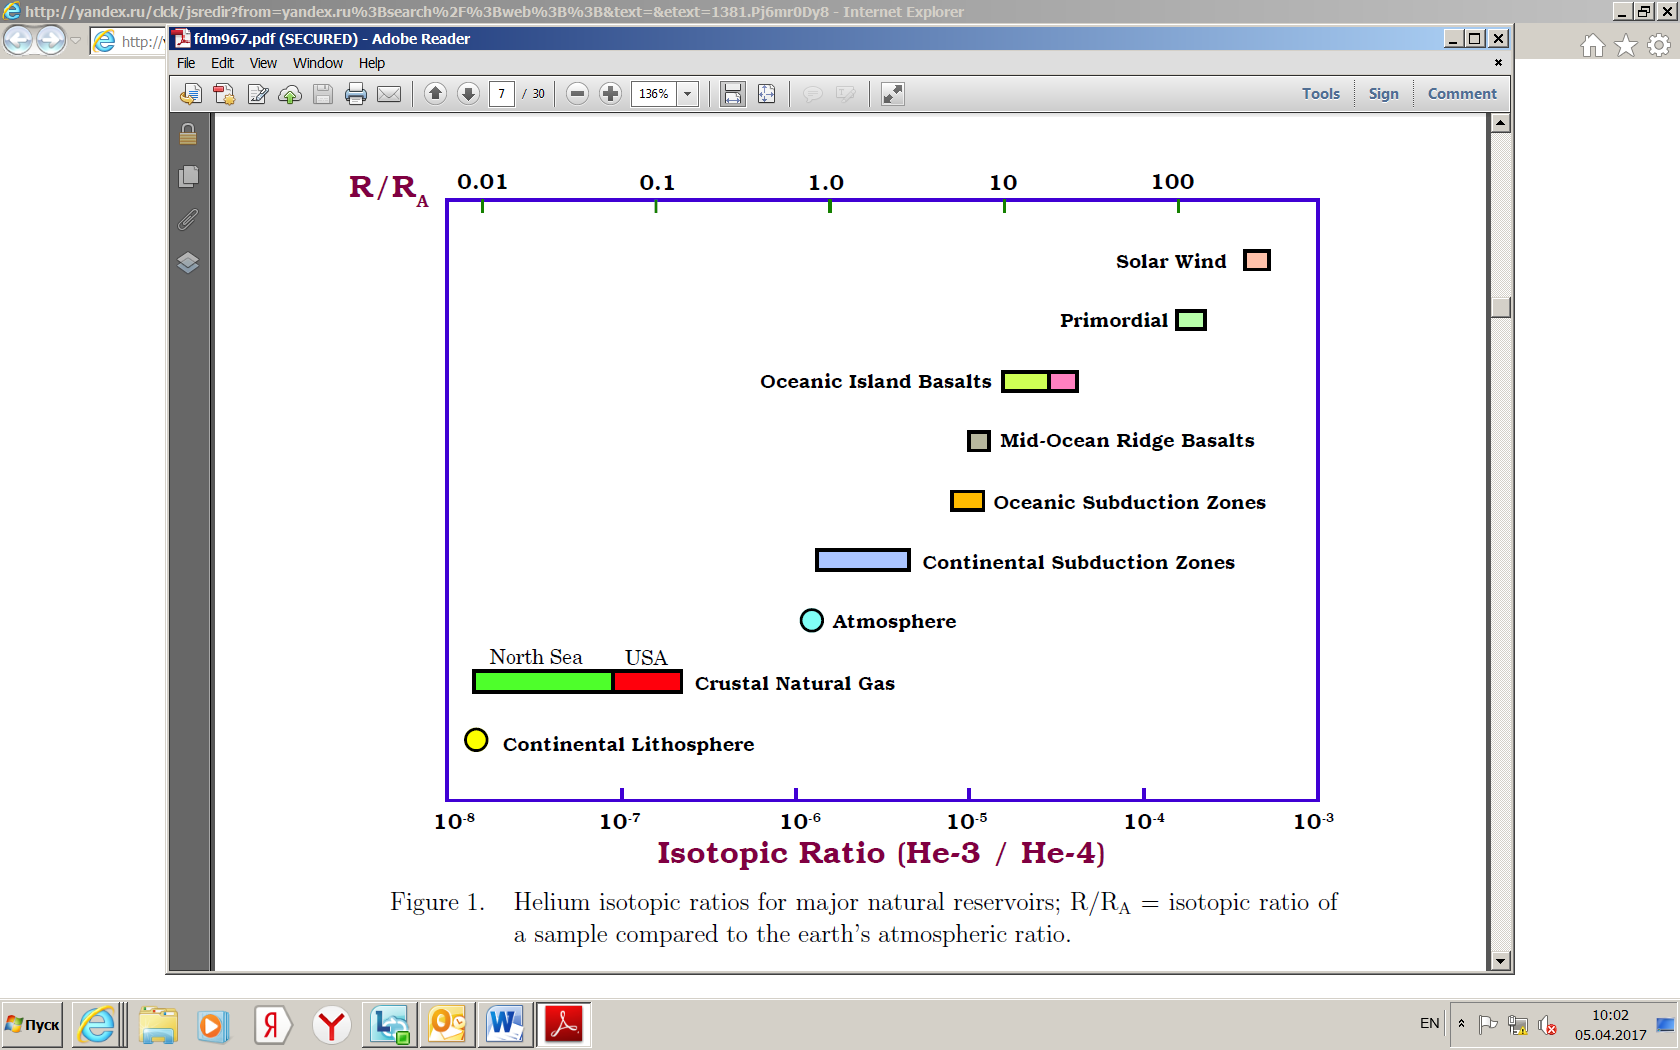 http://yandex.ru/clck/jsredir?from=yandex.ru%3Bsearch%2F%3Bweb%3B%3B&text=&etext=1381.Pj6mr0Dy8 - Internet Explorer
http://
fdm967.pdf (SECURED) - Adobe Reader
File Edit View Window Help
7 / 30 136% Tools Sign Comment
R/RA 0.01 0.1 1.0 10 100
Solar Wind
Primordial
Oceanic Island Basalts
Mid-Ocean Ridge Basalts
Oceanic Subduction Zones
Continental Subduction Zones
Atmosphere
North Sea USA
Crustal Natural Gas
Continental Lithosphere
10-8 10-7 10-6 10-5 10-4 10-3
Isotopic Ratio (He-3 / He-4)
Figure 1. Helium isotopic ratios for major natural reservoirs; R/RA = isotopic ratio of
a sample compared to the earth's atmospheric ratio.
Пуск
EN
10:02
05.04.2017